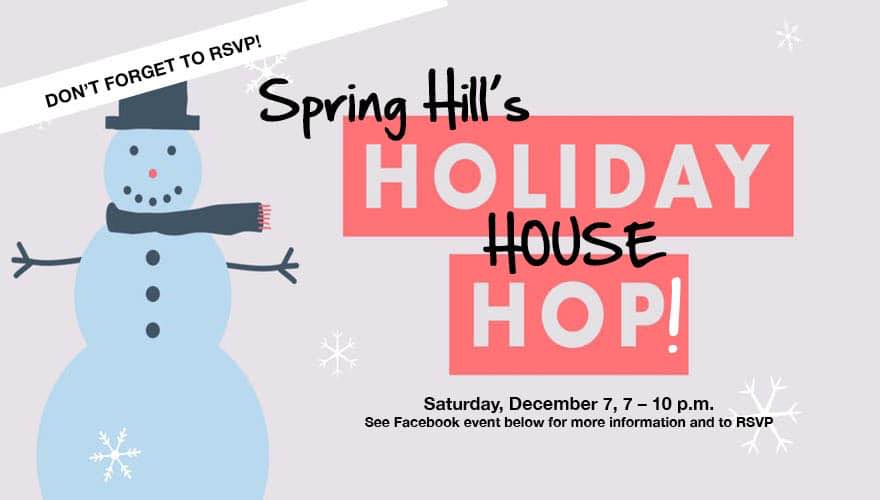 DON'T FORGET TO RSVP!
Spring Hill's
HOLIDAY
HOUSE
HOP!
Saturday, December 7, 7 – 10 p.m.
See Facebook event below for more information and to RSVP